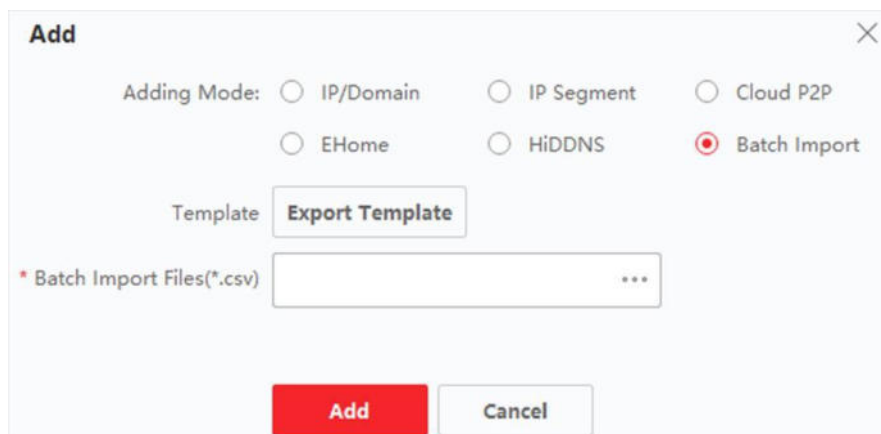 Add
Adding Mode: IP/Domain IP Segment Cloud P2P
EHome HiDDNS Batch Import
Template Export Template
* Batch Import Files(*.csv) ...
Add Cancel